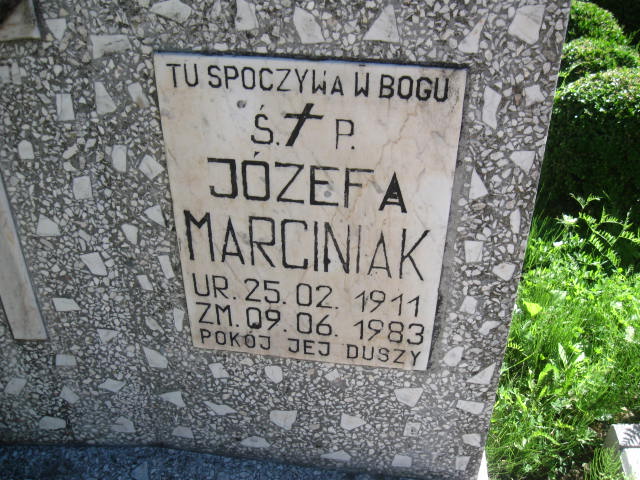 TU SPOCZYWA W BOGU
Ś. ✝ P.
JÓZEFA
MARCINIAK
UR. 25. 02. 1911
ZM. 09. 06. 1983
POKÓJ JEJ DUSZY